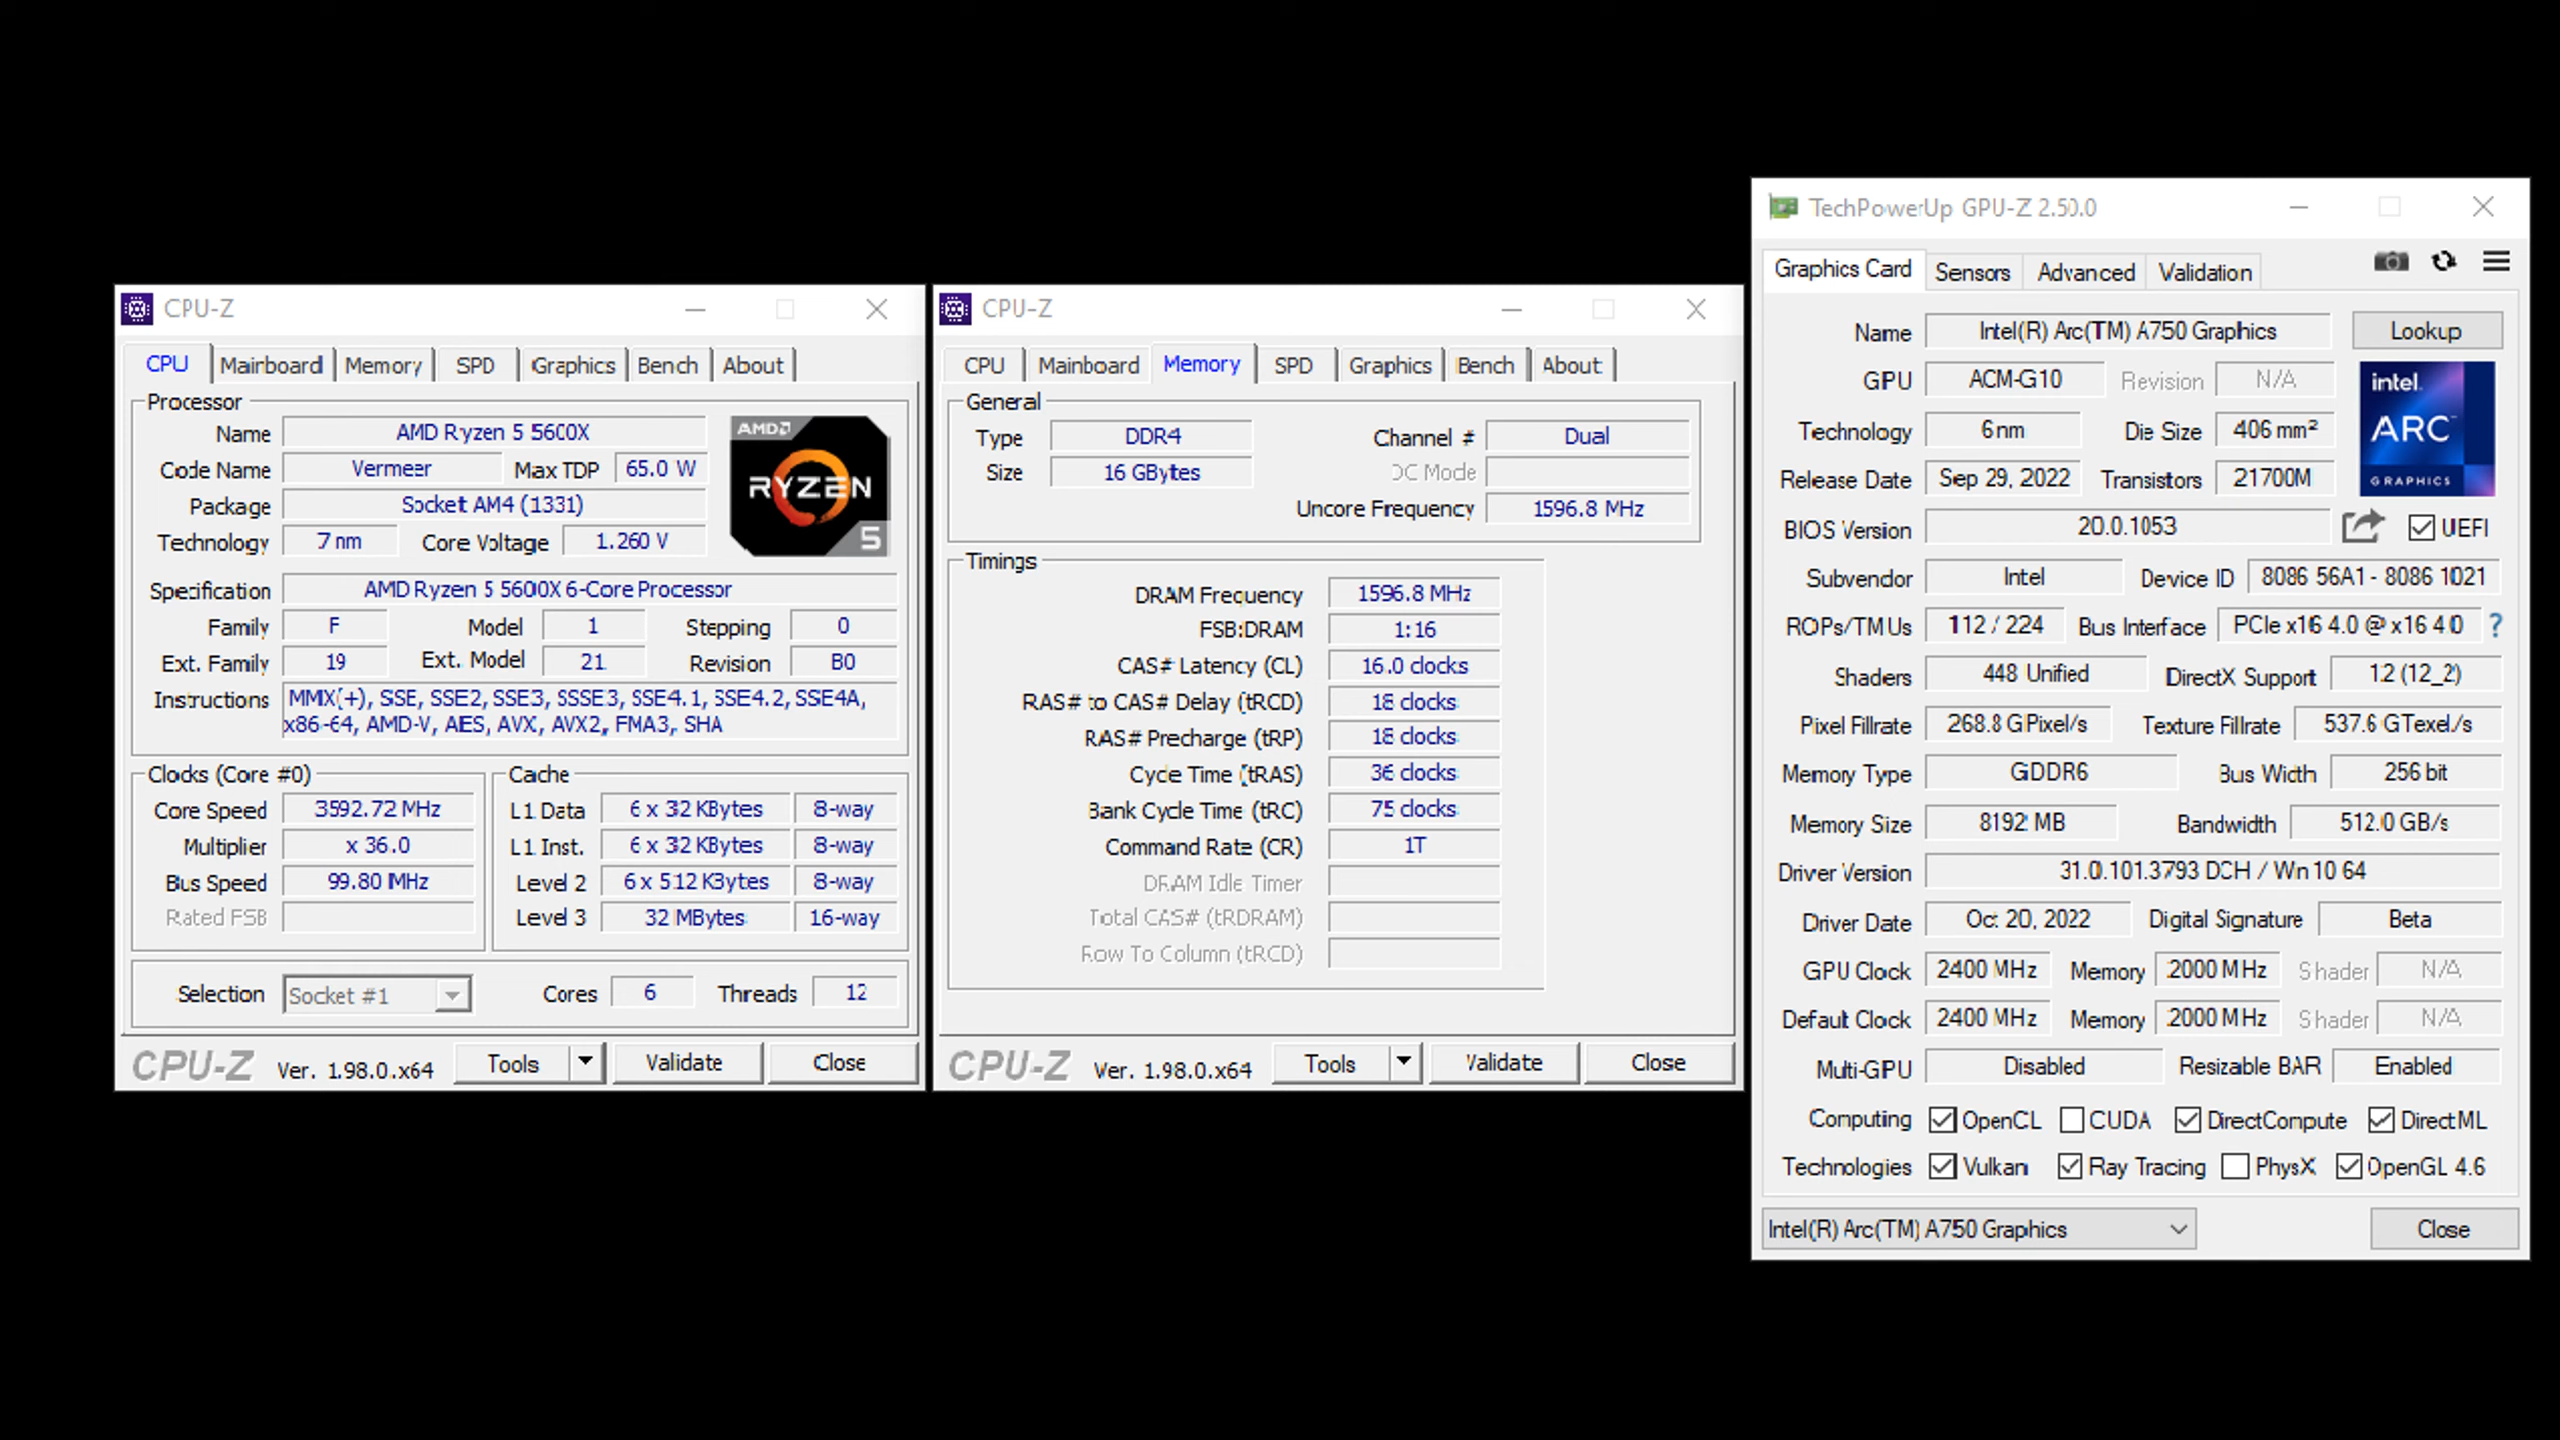 CPU-Z
CPU Mainboard Memory SPD Graphics Bench About
Processor
Name AMD Ryzen 5 5600X
Code Name Vermeer Max TDP 65.0 W
Package Socket AM4 (1331)
Technology 7 nm Core Voltage 1.260 V
AMD RYZEN 5
Specification AMD Ryzen 5 5600X 6-Core Processor
Family F Model 1 Stepping 0
Ext. Family 19 Ext. Model 21 Revision B0
Instructions MMX(+), SSE, SSE2, SSE3, SSSE3, SSE4.1, SSE4.2, SSE4A,
x86-64, AMD-V, AES, AVX, AVX2, FMA3, SHA
Clocks (Core #0)
Core Speed 3592.72 MHz
Multiplier x 36.0
Bus Speed 99.80 MHz
Rated FSB
Cache
L1 Data 6 x 32 KBytes 8-way
L1 Inst. 6 x 32 KBytes 8-way
Level 2 6 x 512 KBytes 8-way
Level 3 32 MBytes 16-way
Selection Socket #1 Cores 6 Threads 12
CPU-Z Ver. 1.98.0.x64 Tools Validate Close
CPU-Z
CPU Mainboard Memory SPD Graphics Bench About
General
Type DDR4 Channel # Dual
Size 16 GBytes DC Mode
Uncore Frequency 1596.8 MHz
Timings
DRAM Frequency 1596.8 MHz
FSB:DRAM 1:16
CAS# Latency (CL) 16.0 clocks
RAS# to CAS# Delay (tRCD) 18 clocks
RAS# Precharge (tRP) 18 clocks
Cycle Time (tRAS) 36 clocks
Bank Cycle Time (tRC) 75 clocks
Command Rate (CR) 1T
DRAM Idle Timer
Total CAS# (tRDRAM)
Row To Column (tRCD)
CPU-Z Ver. 1.98.0.x64 Tools Validate Close
TechPowerUp GPU-Z 2.50.0
Graphics Card Sensors Advanced Validation
Name Intel(R) Arc(TM) A750 Graphics Lookup
GPU ACM-G10 Revision N/A
Technology 6 nm Die Size 406 mm²
Release Date Sep 29, 2022 Transistors 21700M
intel ARC™ GRAPHICS
BIOS Version 20.0.1053 UEFI
Subvendor Intel Device ID 8086 56A1 - 8086 1021
ROPs/TMUs 112 / 224 Bus Interface PCIe x16 4.0 @ x16 4.0 ?
Shaders 448 Unified DirectX Support 12 (12_2)
Pixel Fillrate 268.8 GPixel/s Texture Fillrate 537.6 GTexel/s
Memory Type GDDR6 Bus Width 256 bit
Memory Size 8192 MB Bandwidth 512.0 GB/s
Driver Version 31.0.101.3793 DCH / Win10 64
Driver Date Oct 20, 2022 Digital Signature Beta
GPU Clock 2400 MHz Memory 2000 MHz Shader N/A
Default Clock 2400 MHz Memory 2000 MHz Shader N/A
Multi-GPU Disabled Resizable BAR Enabled
Computing OpenCL CUDA DirectCompute DirectML
Technologies Vulkan Ray Tracing PhysX OpenGL 4.6
Intel(R) Arc(TM) A750 Graphics Close